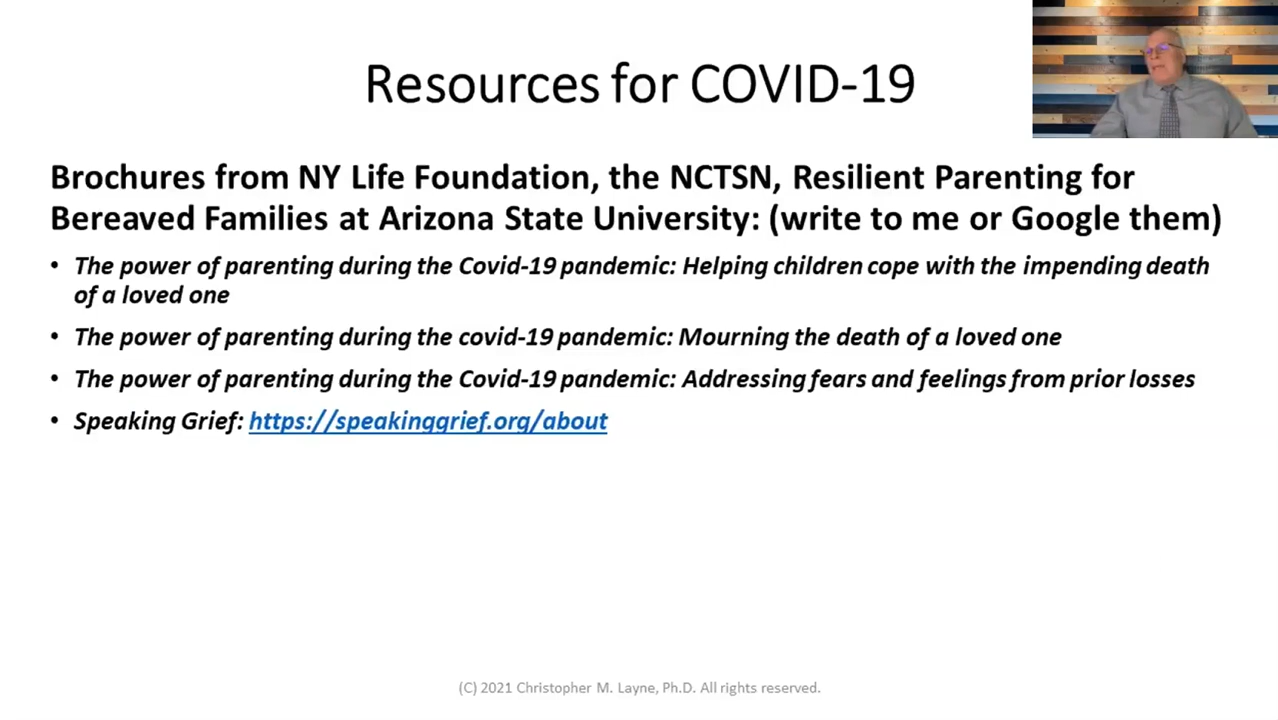 Resources for COVID-19
Brochures from NY Life Foundation, the NCTSN, Resilient Parenting for
Bereaved Families at Arizona State University: (write to me or Google them)
• The power of parenting during the Covid-19 pandemic: Helping children cope with the impending death
of a loved one
• The power of parenting during the covid-19 pandemic: Mourning the death of a loved one
• The power of parenting during the Covid-19 pandemic: Addressing fears and feelings from prior losses
• Speaking Grief: https://speakinggrief.org/about
(C) 2021 Christopher M. Layne, Ph.D. All rights reserved.